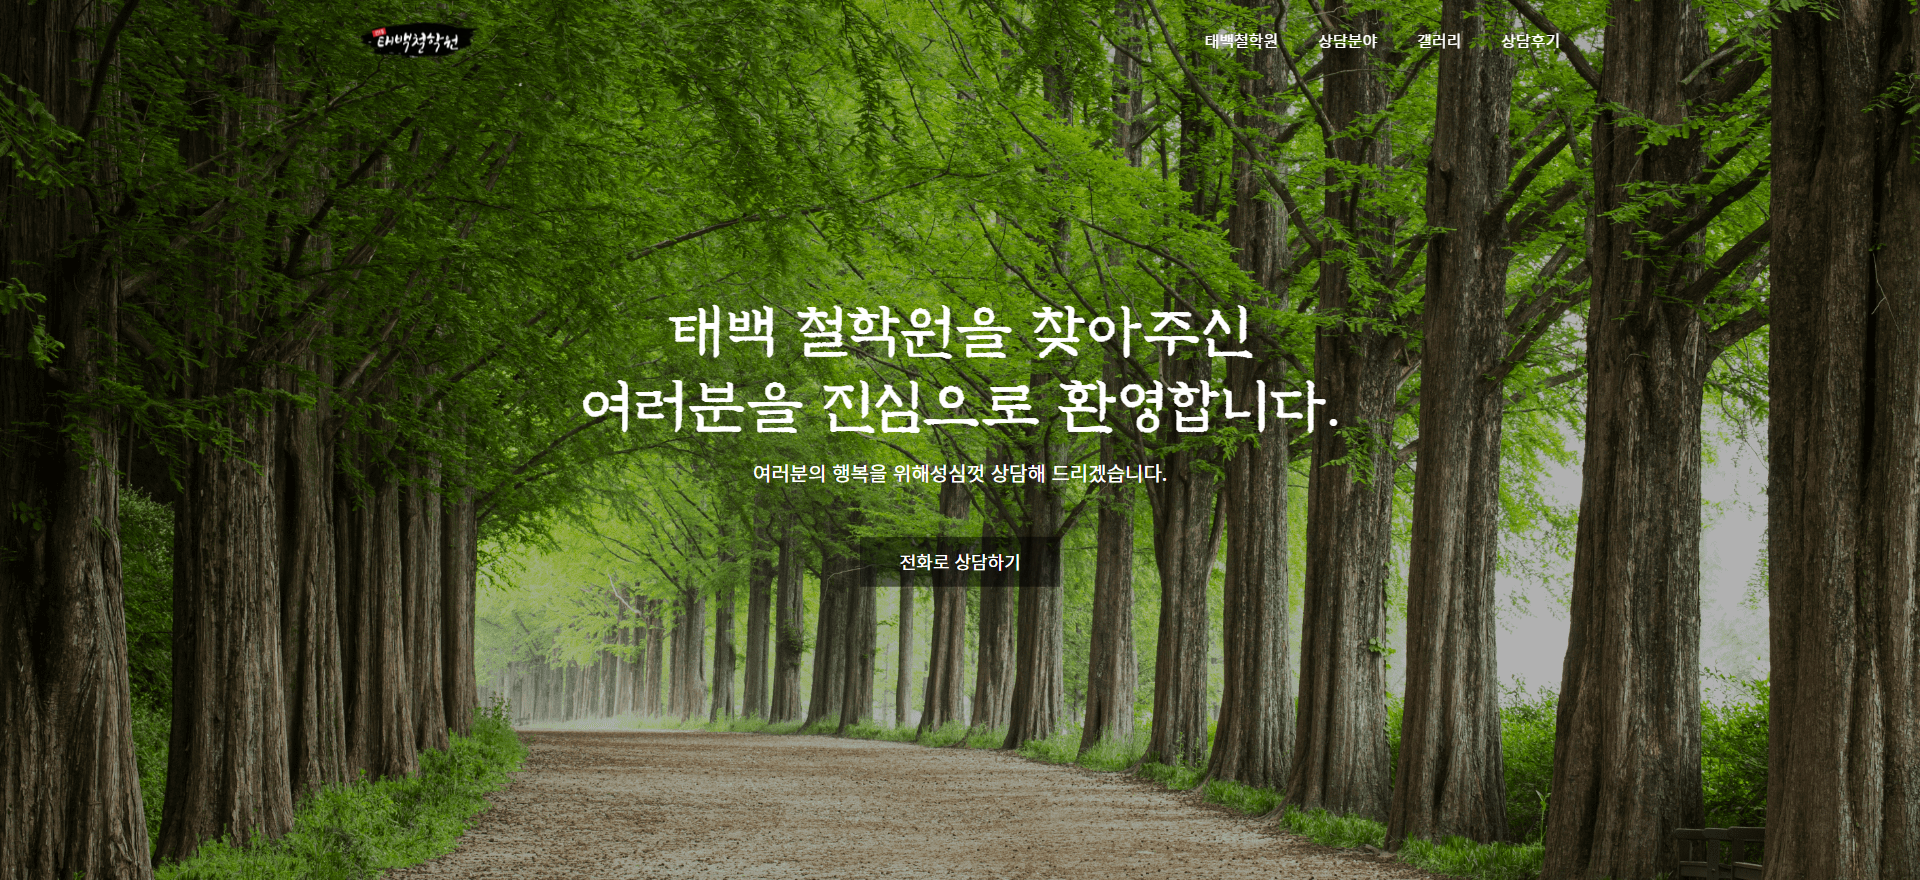 태백철학원
태백철학원 상담분야 갤러리 상담후기
태백 철학원을 찾아주신
여러분을 진심으로 환영합니다.
여러분의 행복을 위해성심껏 상담해 드리겠습니다.
전화로 상담하기